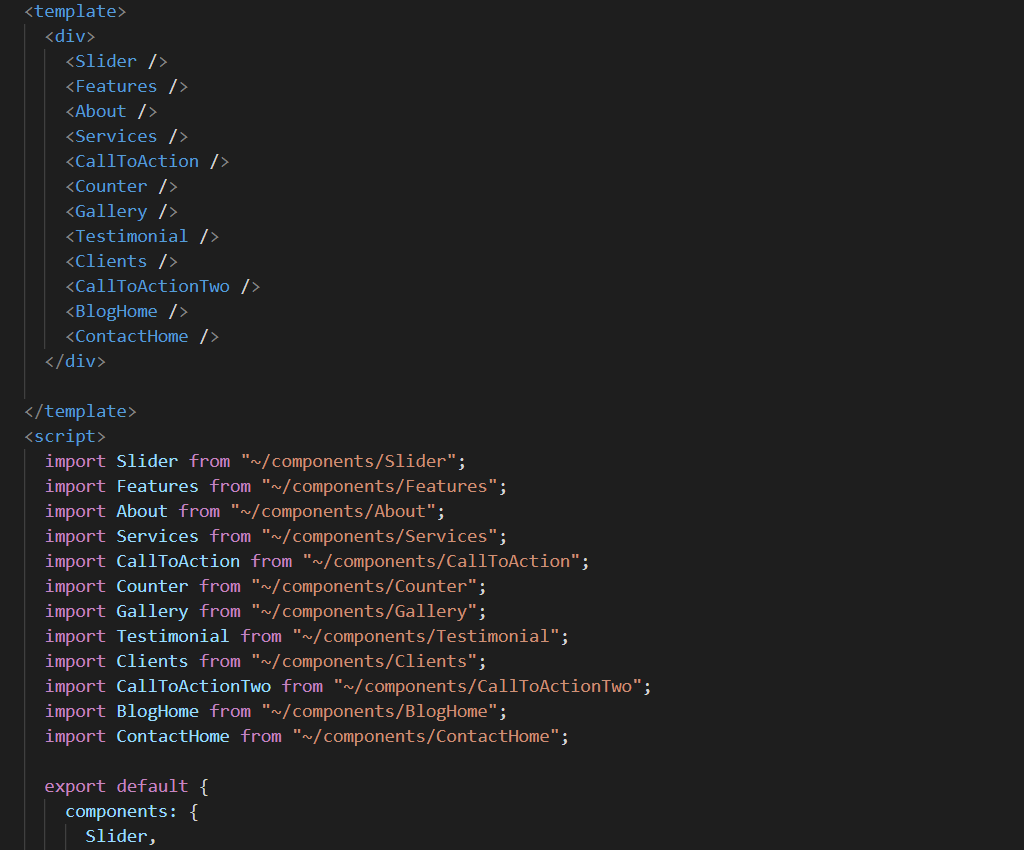 <template>
<div>
<Slider />
<Features />
<About />
<Services />
<CallToAction />
<Counter />
<Gallery />
<Testimonial />
<Clients />
<CallToActionTwo />
<BlogHome />
<ContactHome />
</div>
</template>
<script>
import Slider from "~/components/Slider";
import Features from "~/components/Features";
import About from "~/components/About";
import Services from "~/components/Services";
import CallToAction from "~/components/CallToAction";
import Counter from "~/components/Counter";
import Gallery from "~/components/Gallery";
import Testimonial from "~/components/Testimonial";
import Clients from "~/components/Clients";
import CallToActionTwo from "~/components/CallToActionTwo";
import BlogHome from "~/components/BlogHome";
import ContactHome from "~/components/ContactHome";
export default {
components: {
Slider,